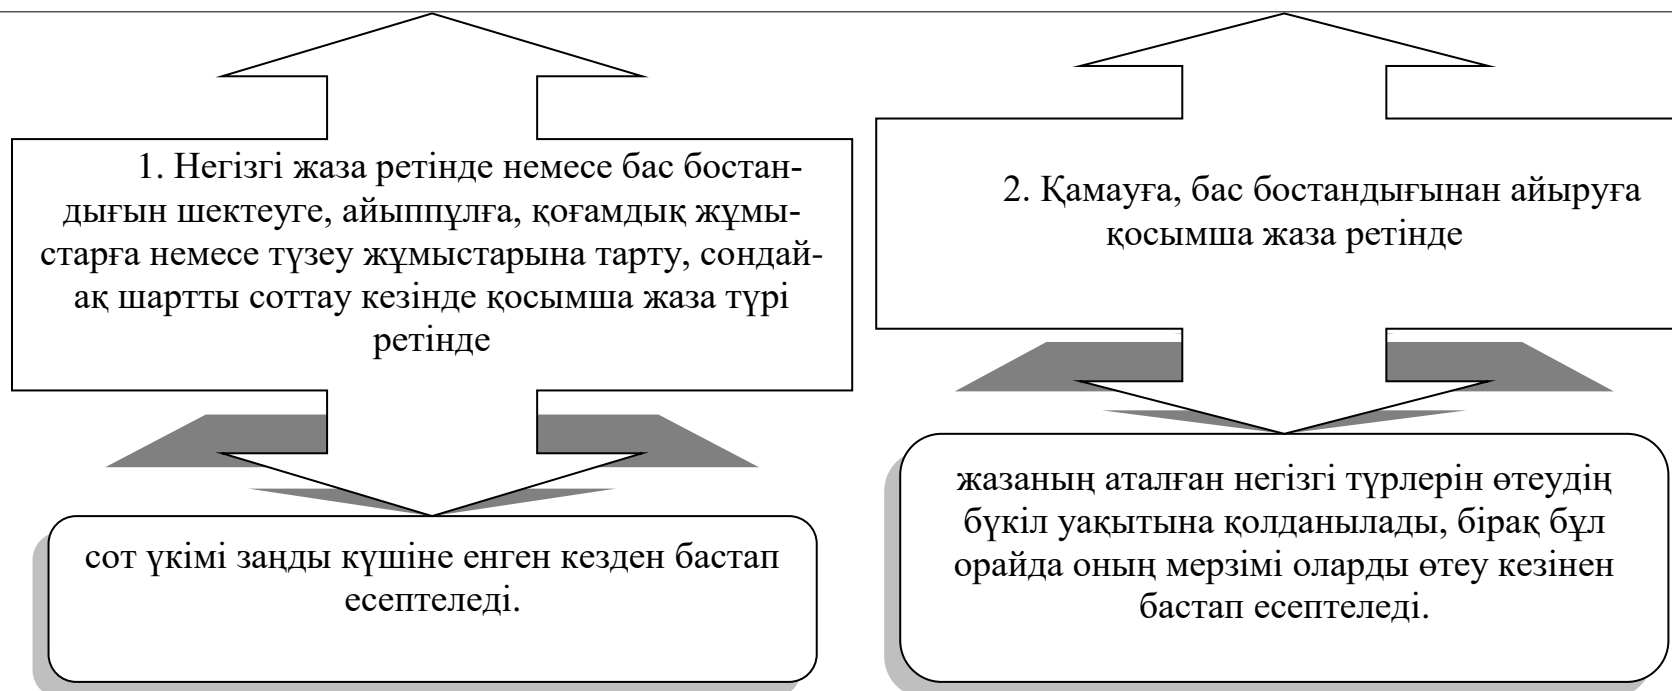 1. Негізгі жаза ретінде немесе бас бостан-
дығын шектеуге, айыппұлға, қоғамдық жұмы-
старға немесе түзеу жұмыстарына тарту, сондай-
ақ шартты соттау кезінде қосымша жаза түрі
ретінде
сот үкімі заңды күшіне енген кезден бастап
есептеледі.
2. Қамауға, бас бостандығынан айыруға
қосымша жаза ретінде
жазаның аталған негізгі түрлерін өтеудің
бүкіл уақытына қолданылады, бірақ бұл
орайда оның мерзімі оларды өтеу кезінен
бастап есептеледі.